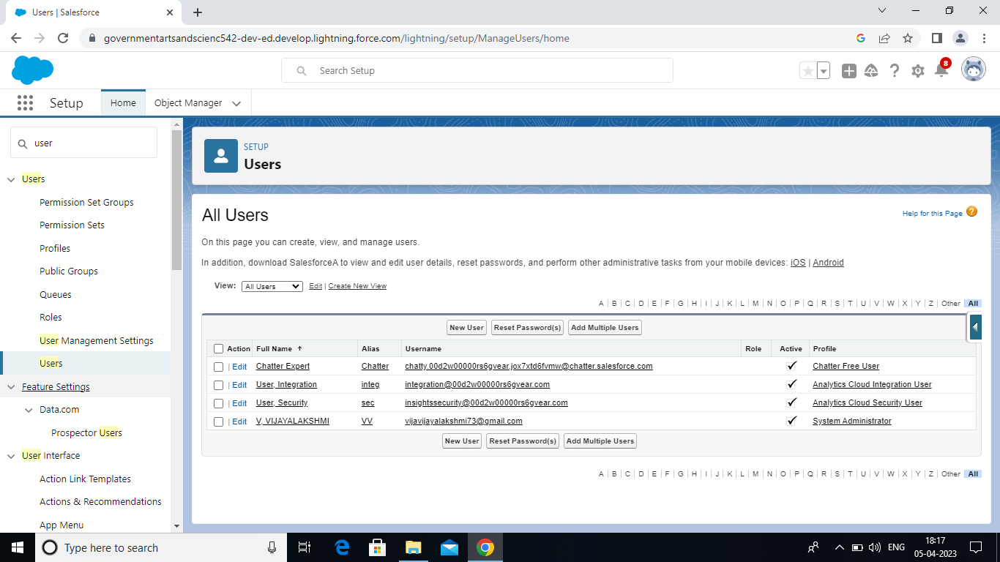 Users | Salesforce
governmentartsandscienc542-dev-ed.develop.lightning.force.com/lightning/setup/ManageUsers/home
Search Setup
8
Setup
Home
Object Manager
user
Users
Permission Set Groups
Permission Sets
Profiles
Public Groups
Queues
Roles
User Management Settings
Users
Feature Settings
Data.com
Prospector Users
User Interface
Action Link Templates
Actions & Recommendations
App Menu
SETUP
Users
All Users
Help for this Page ?
On this page you can create, view, and manage users.
In addition, download SalesforceA to view and edit user details, reset passwords, and perform other administrative tasks from your mobile devices: iOS | Android
View: All Users Edit | Create New View
A | B | C | D | E | F | G | H | I | J | K | L | M | N | O | P | Q | R | S | T | U | V | W | X | Y | Z | Other All
New User Reset Password(s) Add Multiple Users
Action Full Name ↑ Alias Username Role Active Profile
| Edit Chatter Expert Chatter chatty.00d2w00000rs6gvear.jox7xtd6fvmw@chatter.salesforce.com ✓ Chatter Free User
| Edit User, Integration integ integration@00d2w00000rs6gvear.com ✓ Analytics Cloud Integration User
| Edit User, Security sec insightssecurity@00d2w00000rs6gvear.com ✓ Analytics Cloud Security User
| Edit V, VIJAYALAKSHMI VV vijavijayalakshmi73@gmail.com ✓ System Administrator
New User Reset Password(s) Add Multiple Users
A | B | C | D | E | F | G | H | I | J | K | L | M | N | O | P | Q | R | S | T | U | V | W | X | Y | Z | Other All
Type here to search
ENG
18:17
05-04-2023